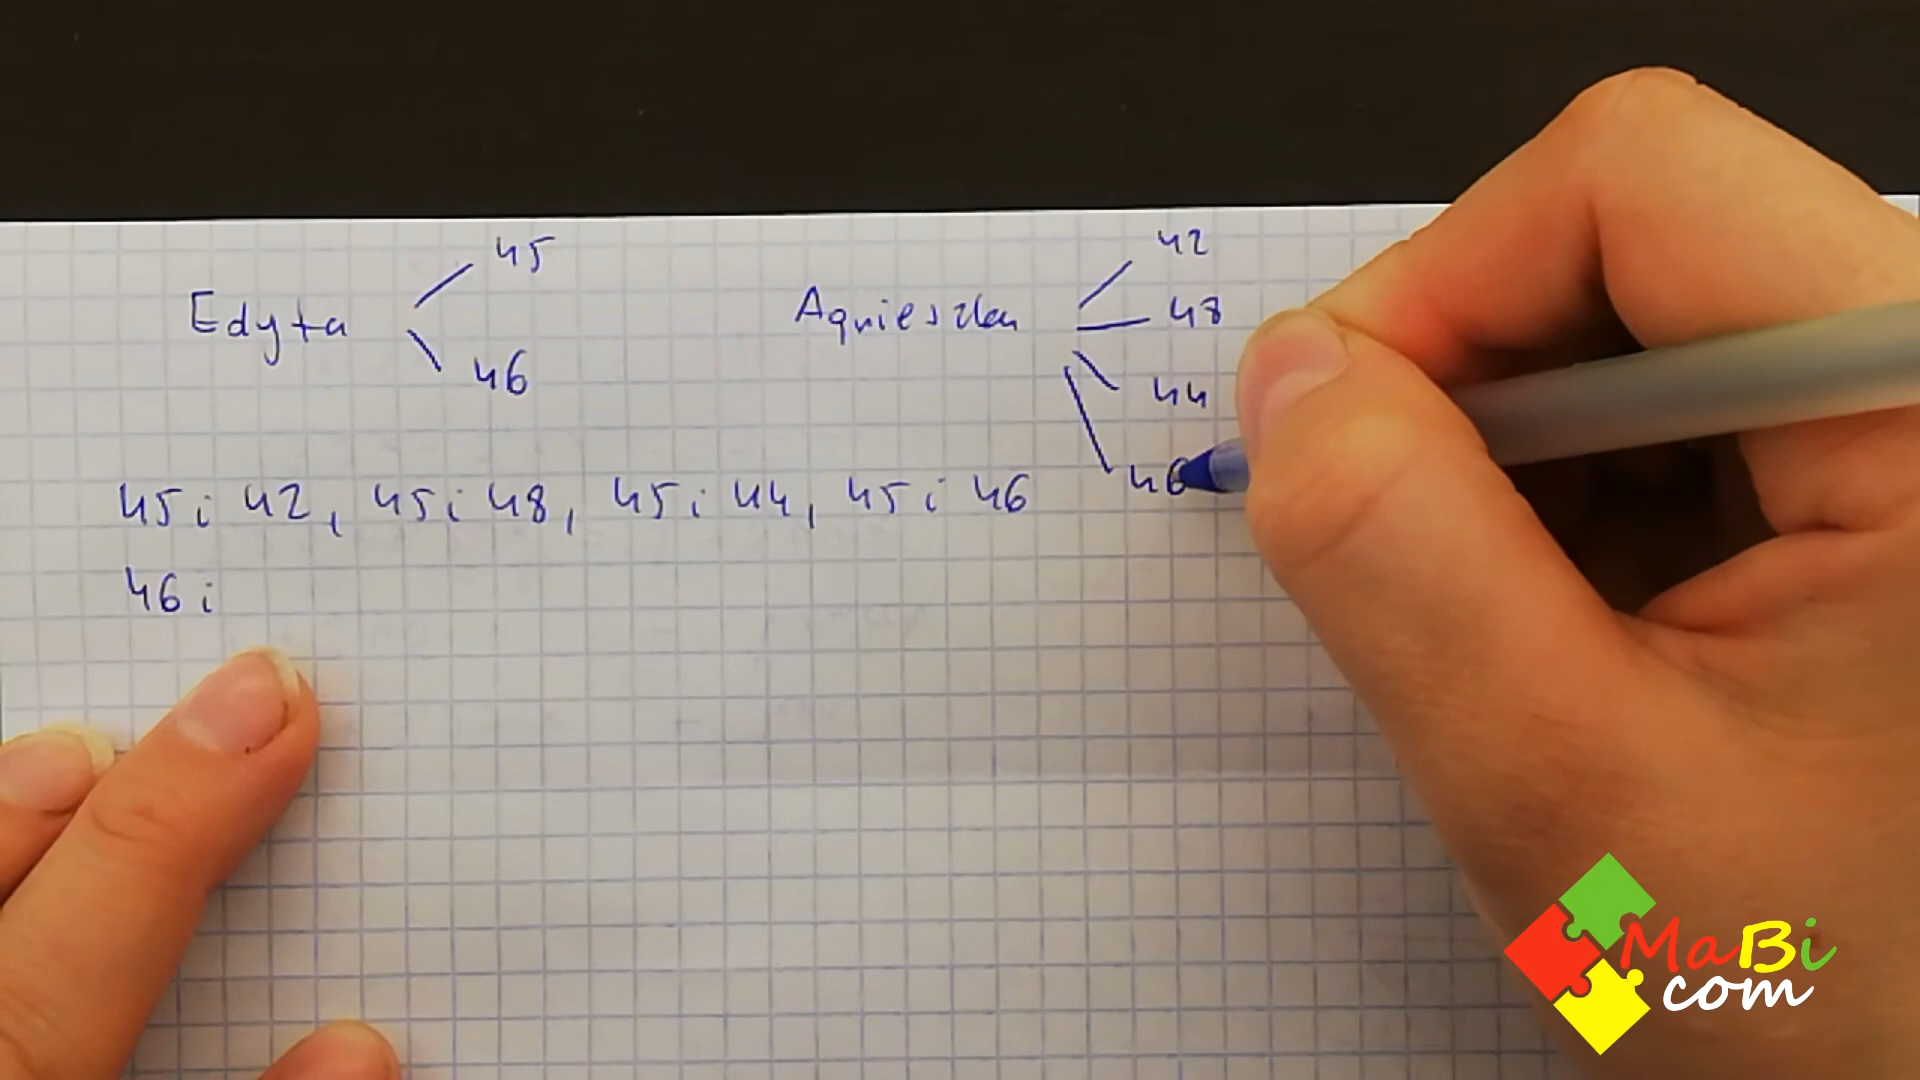 45
Edyta
46
42
Agnieszka
48
44
46
45 i 42, 45 i 48, 45 i 44, 45 i 46
46 i
MaBi
com